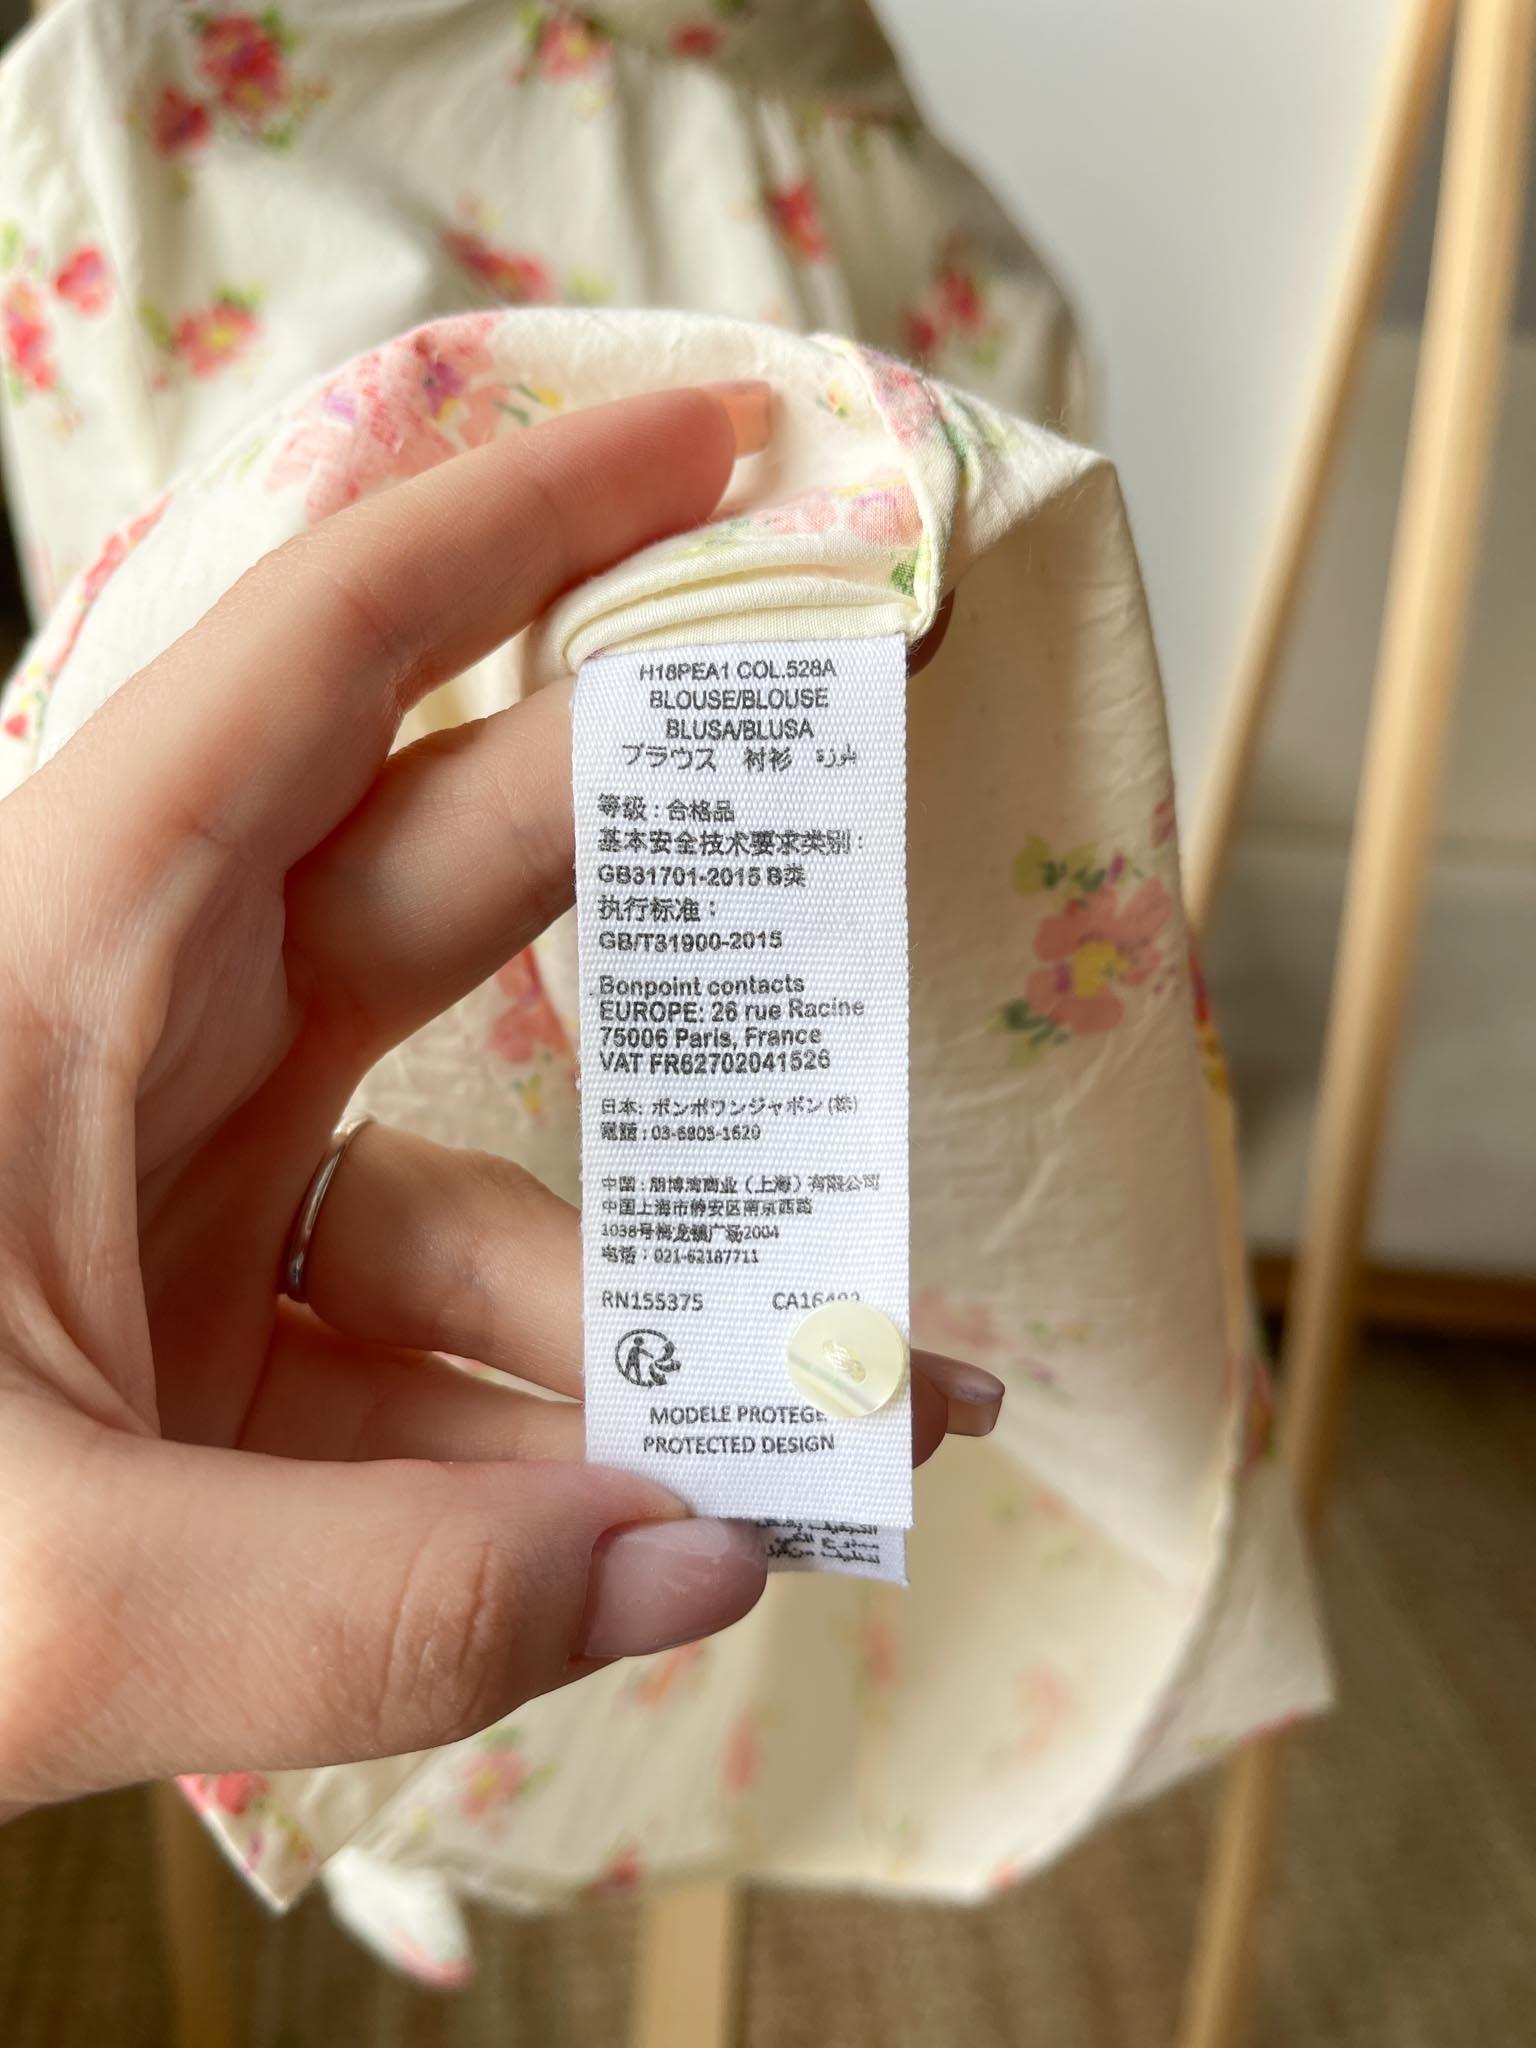 H18PEA1 COL.528A
BLOUSE/BLOUSE
BLUSA/BLUSA
ブラウス 衬衫 بلوزة
等级：合格品
基本安全技术要求类别：
GB31701-2015 B类
执行标准：
GB/T31900-2015
Bonpoint contacts
EUROPE: 26 rue Racine
75006 Paris, France
VAT FR62702041526
日本: ボンポワンジャポン(株)
電話：03-6805-1620
中国：朋博湾商业（上海）有限公司
中国上海市静安区南京西路
1038号梅龙镇广场2004
电话：021-62187711
RN155375 CA16492
MODELE PROTEGE
PROTECTED DESIGN